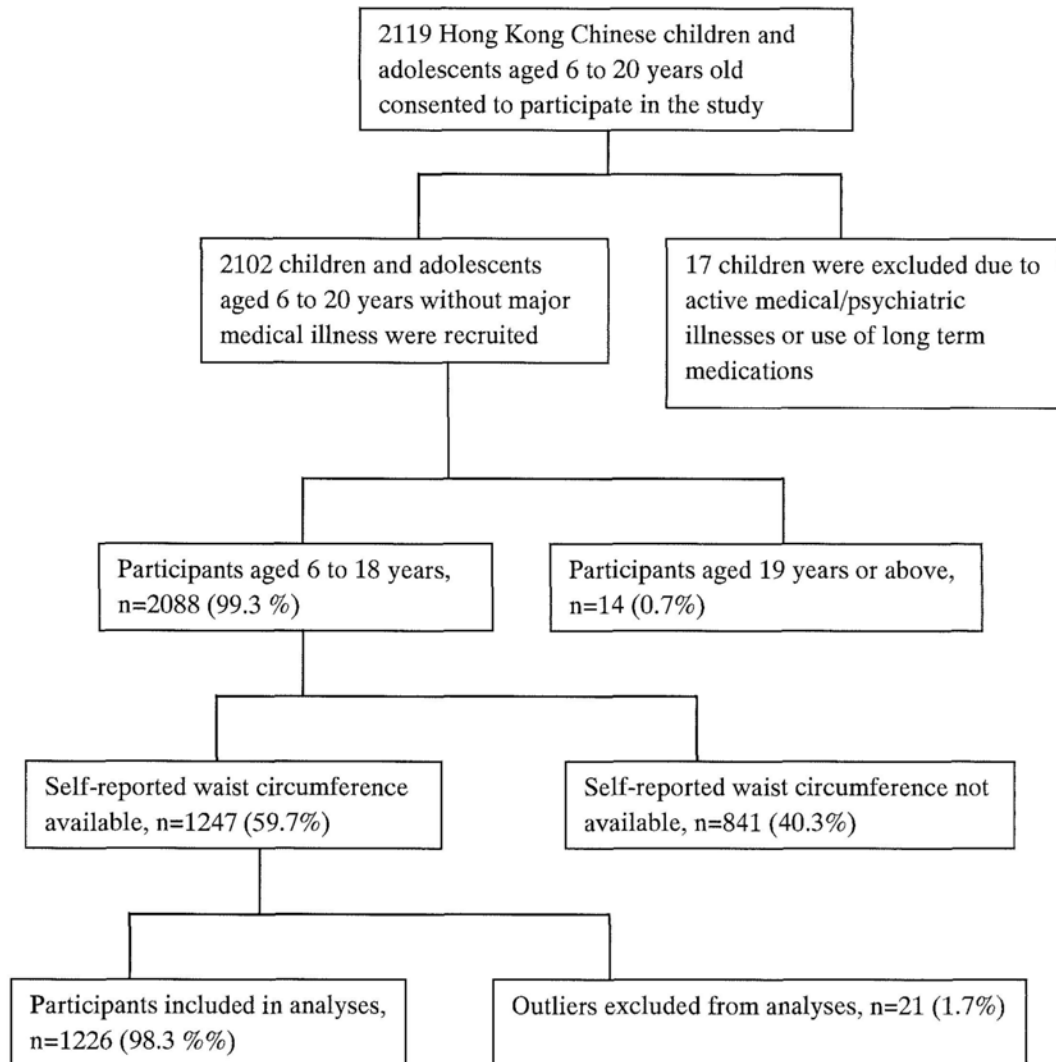 2119 Hong Kong Chinese children and
adolescents aged 6 to 20 years old
consented to participate in the study
2102 children and adolescents
aged 6 to 20 years without major
medical illness were recruited
17 children were excluded due to
active medical/psychiatric
illnesses or use of long term
medications
Participants aged 6 to 18 years,
n=2088 (99.3 %)
Participants aged 19 years or above,
n=14 (0.7%)
Self-reported waist circumference
available, n=1247 (59.7%)
Self-reported waist circumference not
available, n=841 (40.3%)
Participants included in analyses,
n=1226 (98.3 %%)
Outliers excluded from analyses, n=21 (1.7%)